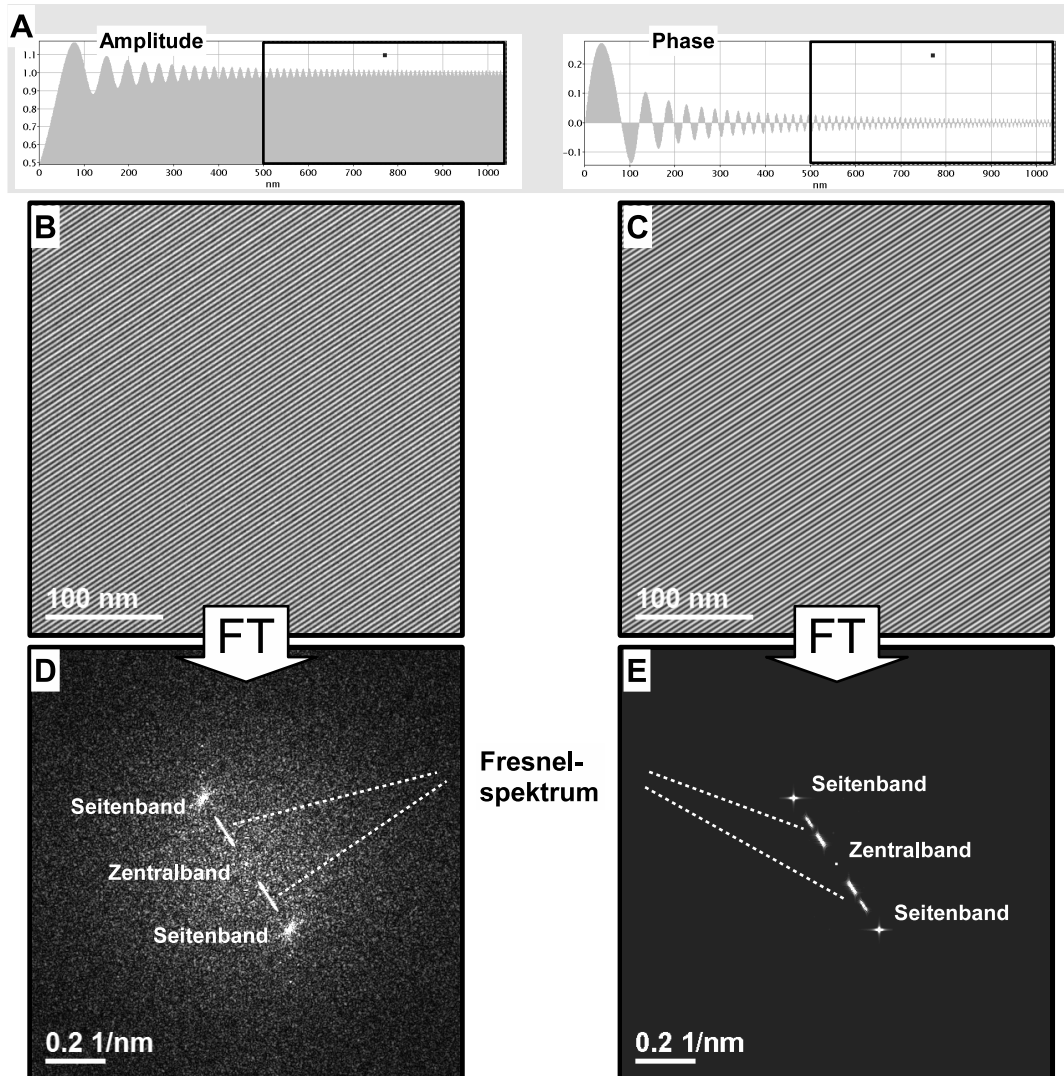 A
Amplitude
Phase
1.1
1.0
0.9
0.8
0.7
0.6
0.5
0 100 200 300 400 500 600 700 800 900 1000
nm
0.2
0.1
0.0
-0.1
0 100 200 300 400 500 600 700 800 900 1000
nm
B
C
100 nm
100 nm
FT
FT
D
E
Fresnel-
spektrum
Seitenband
Zentralband
Seitenband
Seitenband
Zentralband
Seitenband
0.2 1/nm
0.2 1/nm